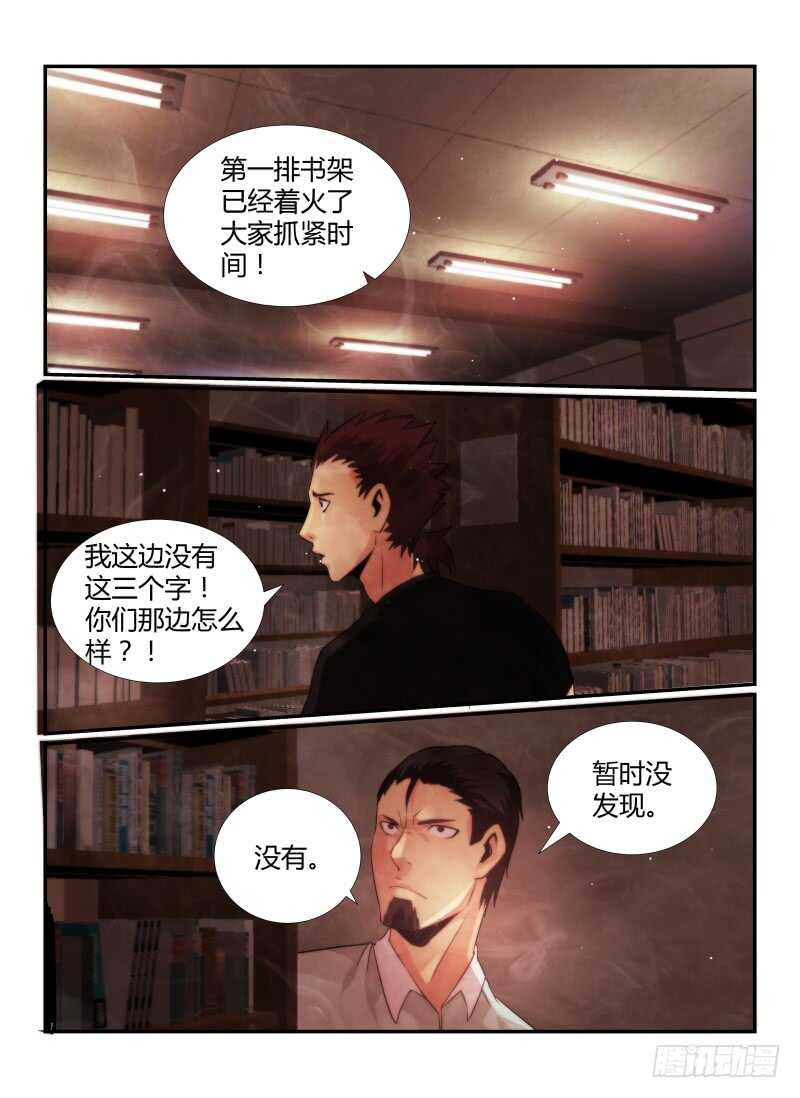 第一排书架
已经着火了
大家抓紧时
间！
我这边没有
这三个字！
你们那边怎么
样？！
没有。
暂时没
发现。
腾讯动漫